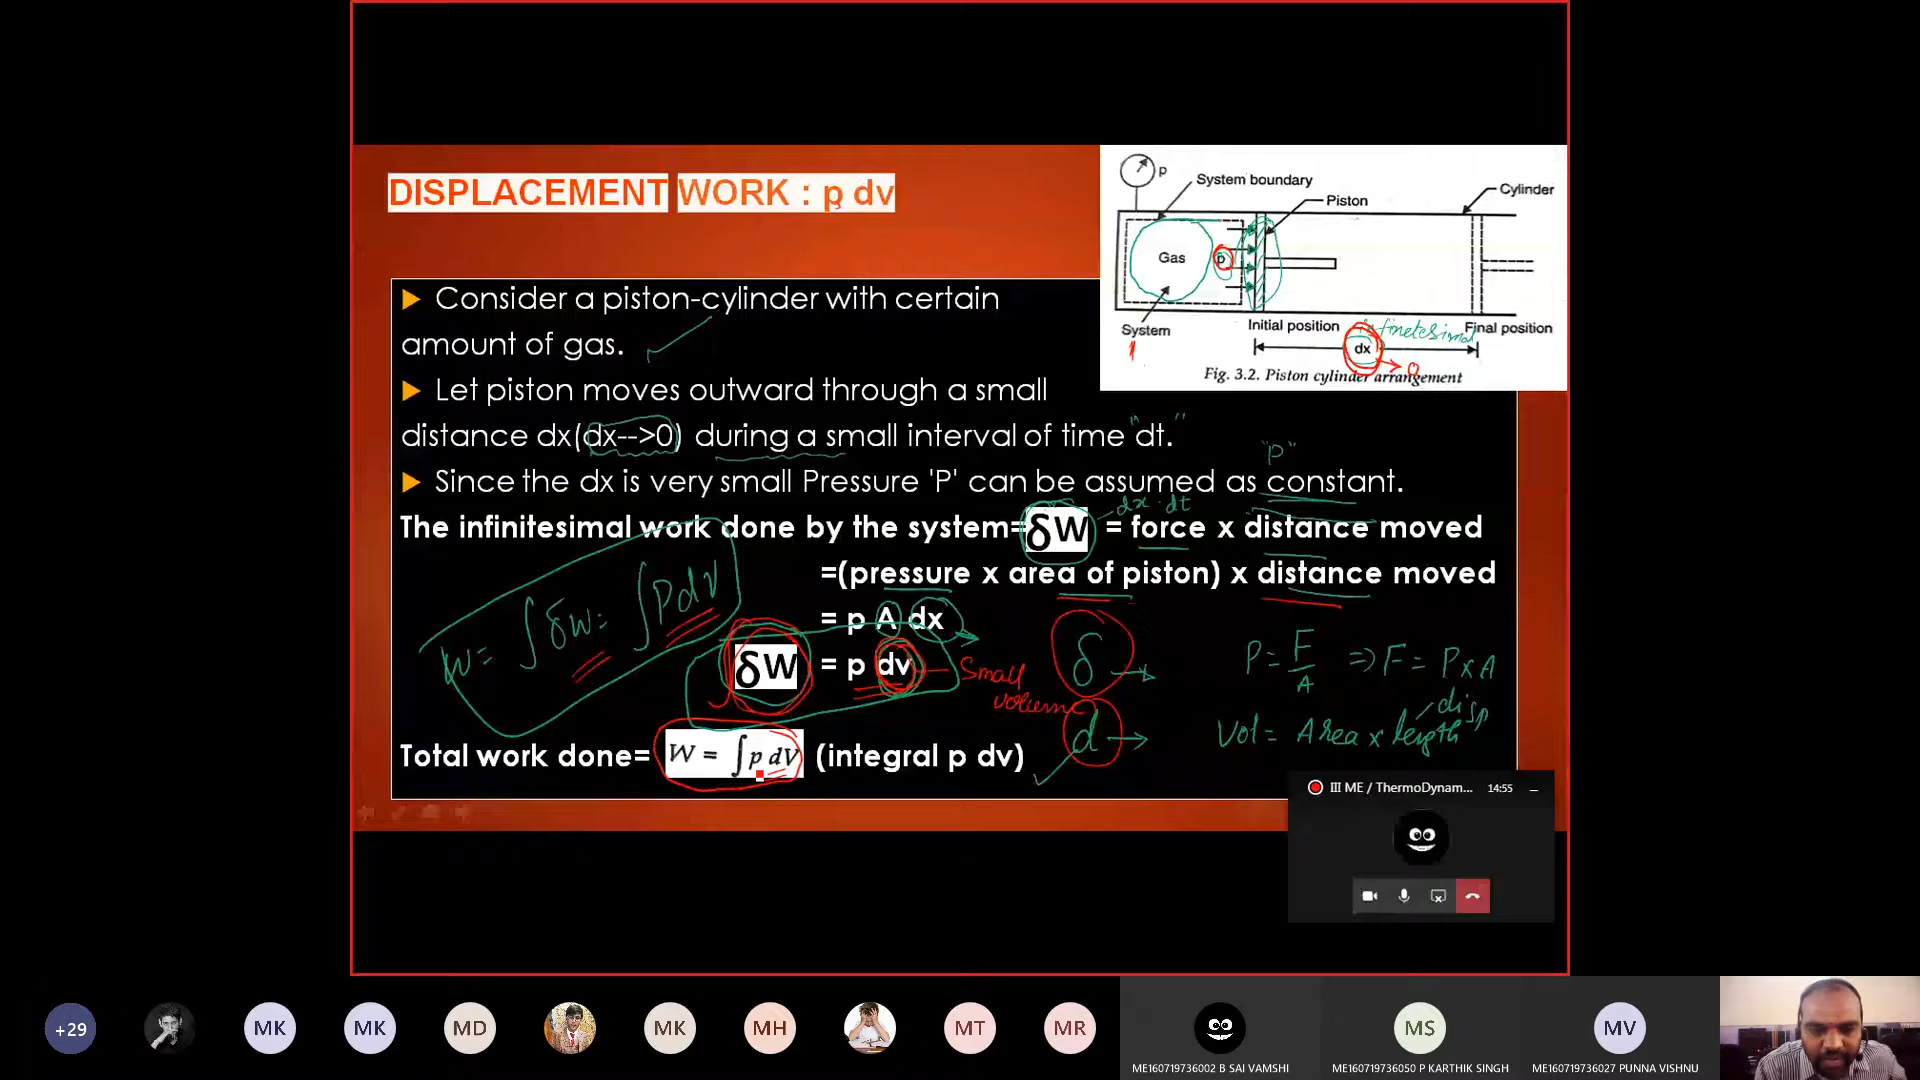 DISPLACEMENT WORK : p dv
p
System boundary
Cylinder
Piston
Gas
p
System
Initial position
Final position
1
dx
0
Fig. 3.2. Piston cylinder arrangement
Consider a piston-cylinder with certain
amount of gas.
Let piston moves outward through a small
distance dx(dx-->0) during a small interval of time "dt."
"P"
Since the dx is very small Pressure 'P' can be assumed as constant.
dx · dt
The infinitesimal work done by the system= δW = force x distance moved
=(pressure x area of piston) x distance moved
= p A dx
W = ∫ δW = ∫ P dV
δW = p dv
Small
volume
δ
d
P = F/A ⇒ F = P x A
disp
Vol = Area x length
Total work done= W = ∫ p dV (integral p dv)
III ME / ThermoDynam... 14:55
+29
MK
MK
MD
MK
MH
MT
MR
MS
MV
ME160719736002 B SAI VAMSHI
ME160719736050 P KARTHIK SINGH
ME160719736027 PUNNA VISHNU